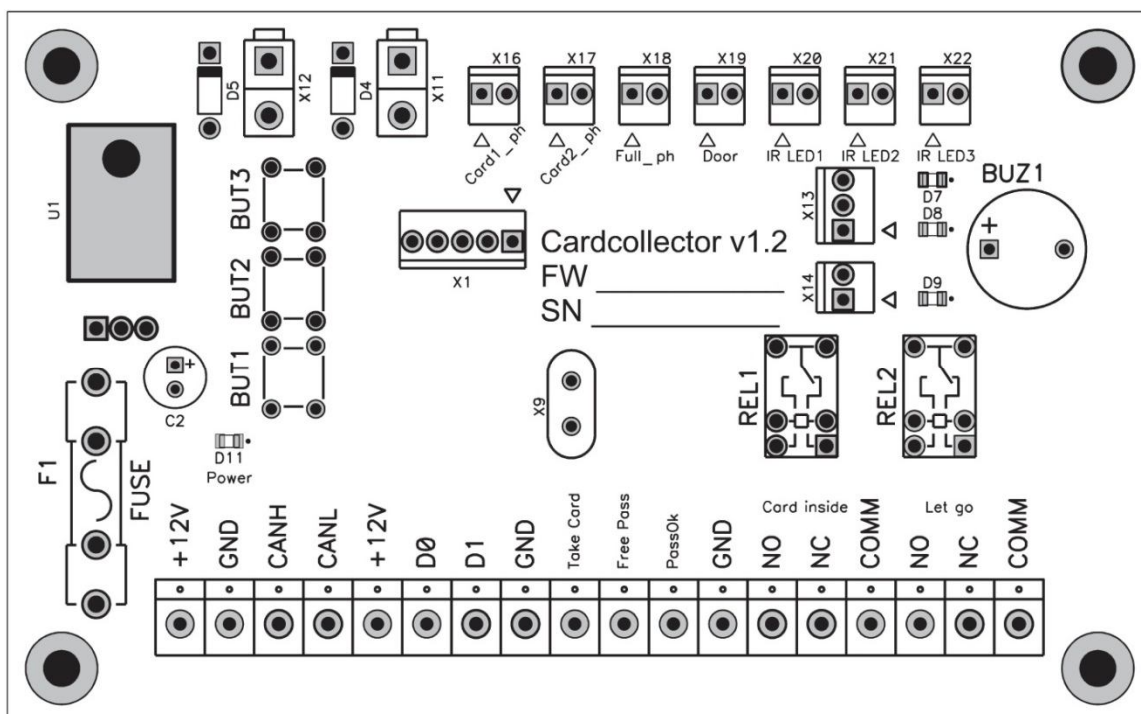 X16
X17
X18
X19
X20
X21
X22
D5
X12
D4
X11
Card1_ph
Card2_ph
Full_ph
Door
IR LED1
IR LED2
IR LED3
U1
BUT3
BUT2
BUT1
X1
Cardcollector v1.2
FW
SN
X13
X14
D7
D8
D9
BUZ1
+
+
C2
D11
Power
F1
FUSE
X9
REL1
REL2
Card inside
Let go
+12V
GND
CANH
CANL
+12V
D0
D1
GND
Take Card
Free Pass
PassOk
GND
NO
NC
COMM
NO
NC
COMM